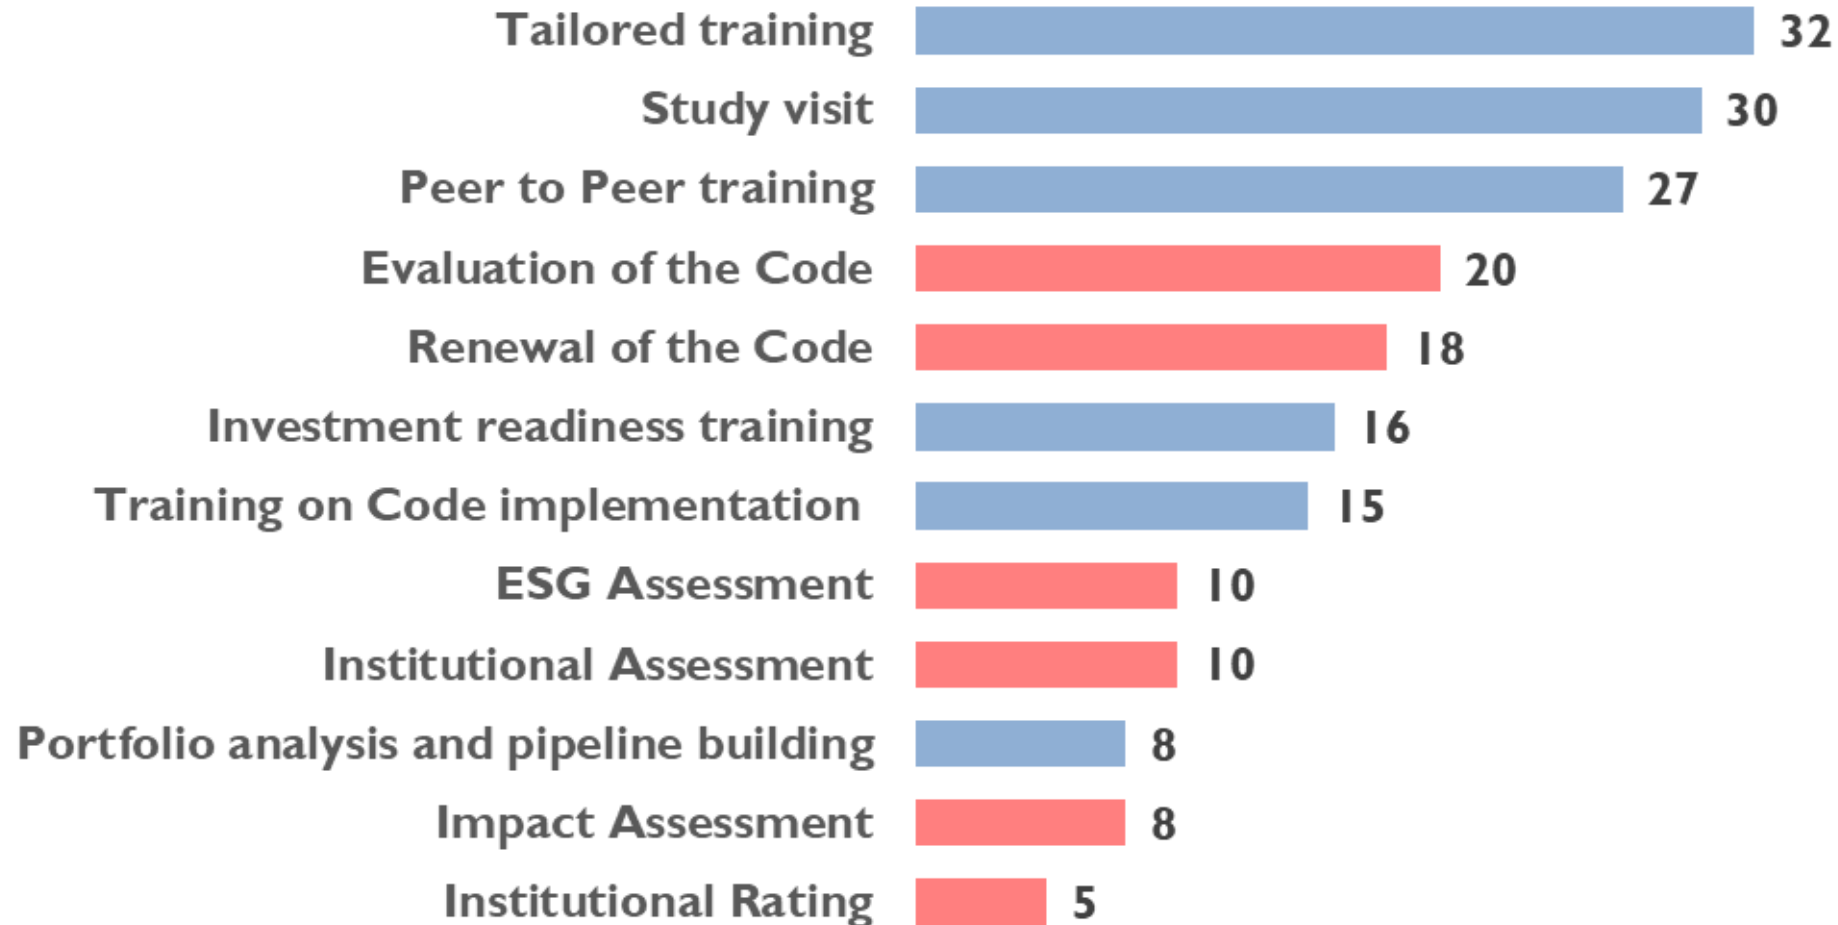 Tailored training 32
Study visit 30
Peer to Peer training 27
Evaluation of the Code 20
Renewal of the Code 18
Investment readiness training 16
Training on Code implementation 15
ESG Assessment 10
Institutional Assessment 10
Portfolio analysis and pipeline building 8
Impact Assessment 8
Institutional Rating 5